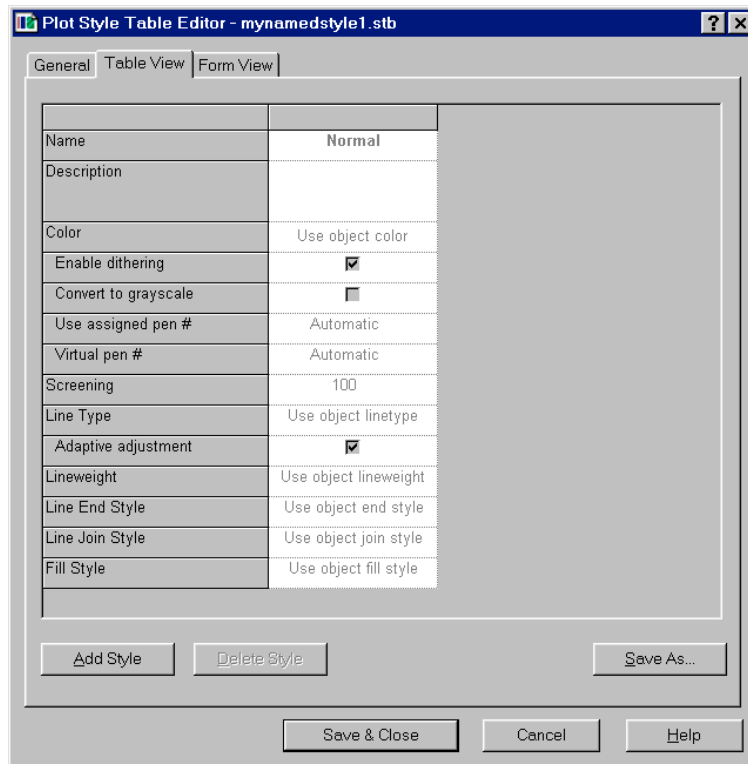 Plot Style Table Editor - mynamedstyle1.stb
General Table View Form View
Name Normal
Description
Color Use object color
Enable dithering
Convert to grayscale
Use assigned pen # Automatic
Virtual pen # Automatic
Screening 100
Line Type Use object linetype
Adaptive adjustment
Lineweight Use object lineweight
Line End Style Use object end style
Line Join Style Use object join style
Fill Style Use object fill style
Add Style Delete Style Save As...
Save & Close Cancel Help